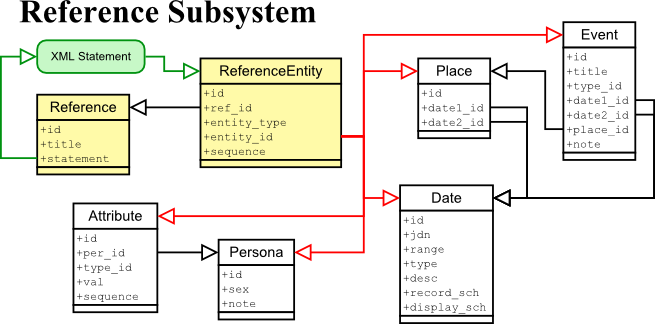 Reference Subsystem
XML Statement
Reference
+id
+title
+statement
ReferenceEntity
+id
+ref_id
+entity_type
+entity_id
+sequence
Place
+id
+date1_id
+date2_id
Event
+id
+title
+type_id
+date1_id
+date2_id
+place_id
+note
Attribute
+id
+per_id
+type_id
+val
+sequence
Persona
+id
+sex
+note
Date
+id
+jdn
+range
+type
+desc
+record_sch
+display_sch